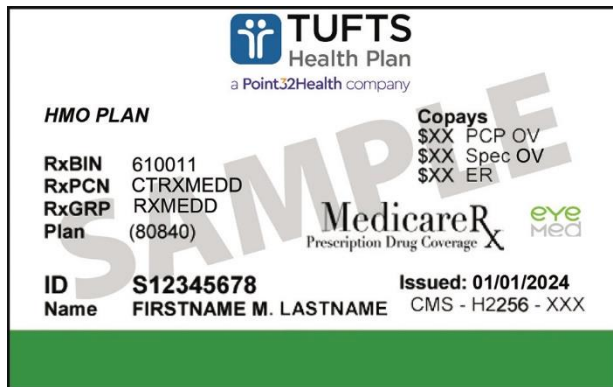 TUFTS
Health Plan
a Point32Health company
HMO PLAN
Copays
$XX PCP OV
$XX Spec OV
$XX ER
RxBIN 610011
RxPCN CTRXMEDD
RxGRP RXMEDD
Plan (80840)
SAMPLE
MedicareRx
Prescription Drug Coverage
eye
Med
ID S12345678
Name FIRSTNAME M. LASTNAME
Issued: 01/01/2024
CMS - H2256 - XXX